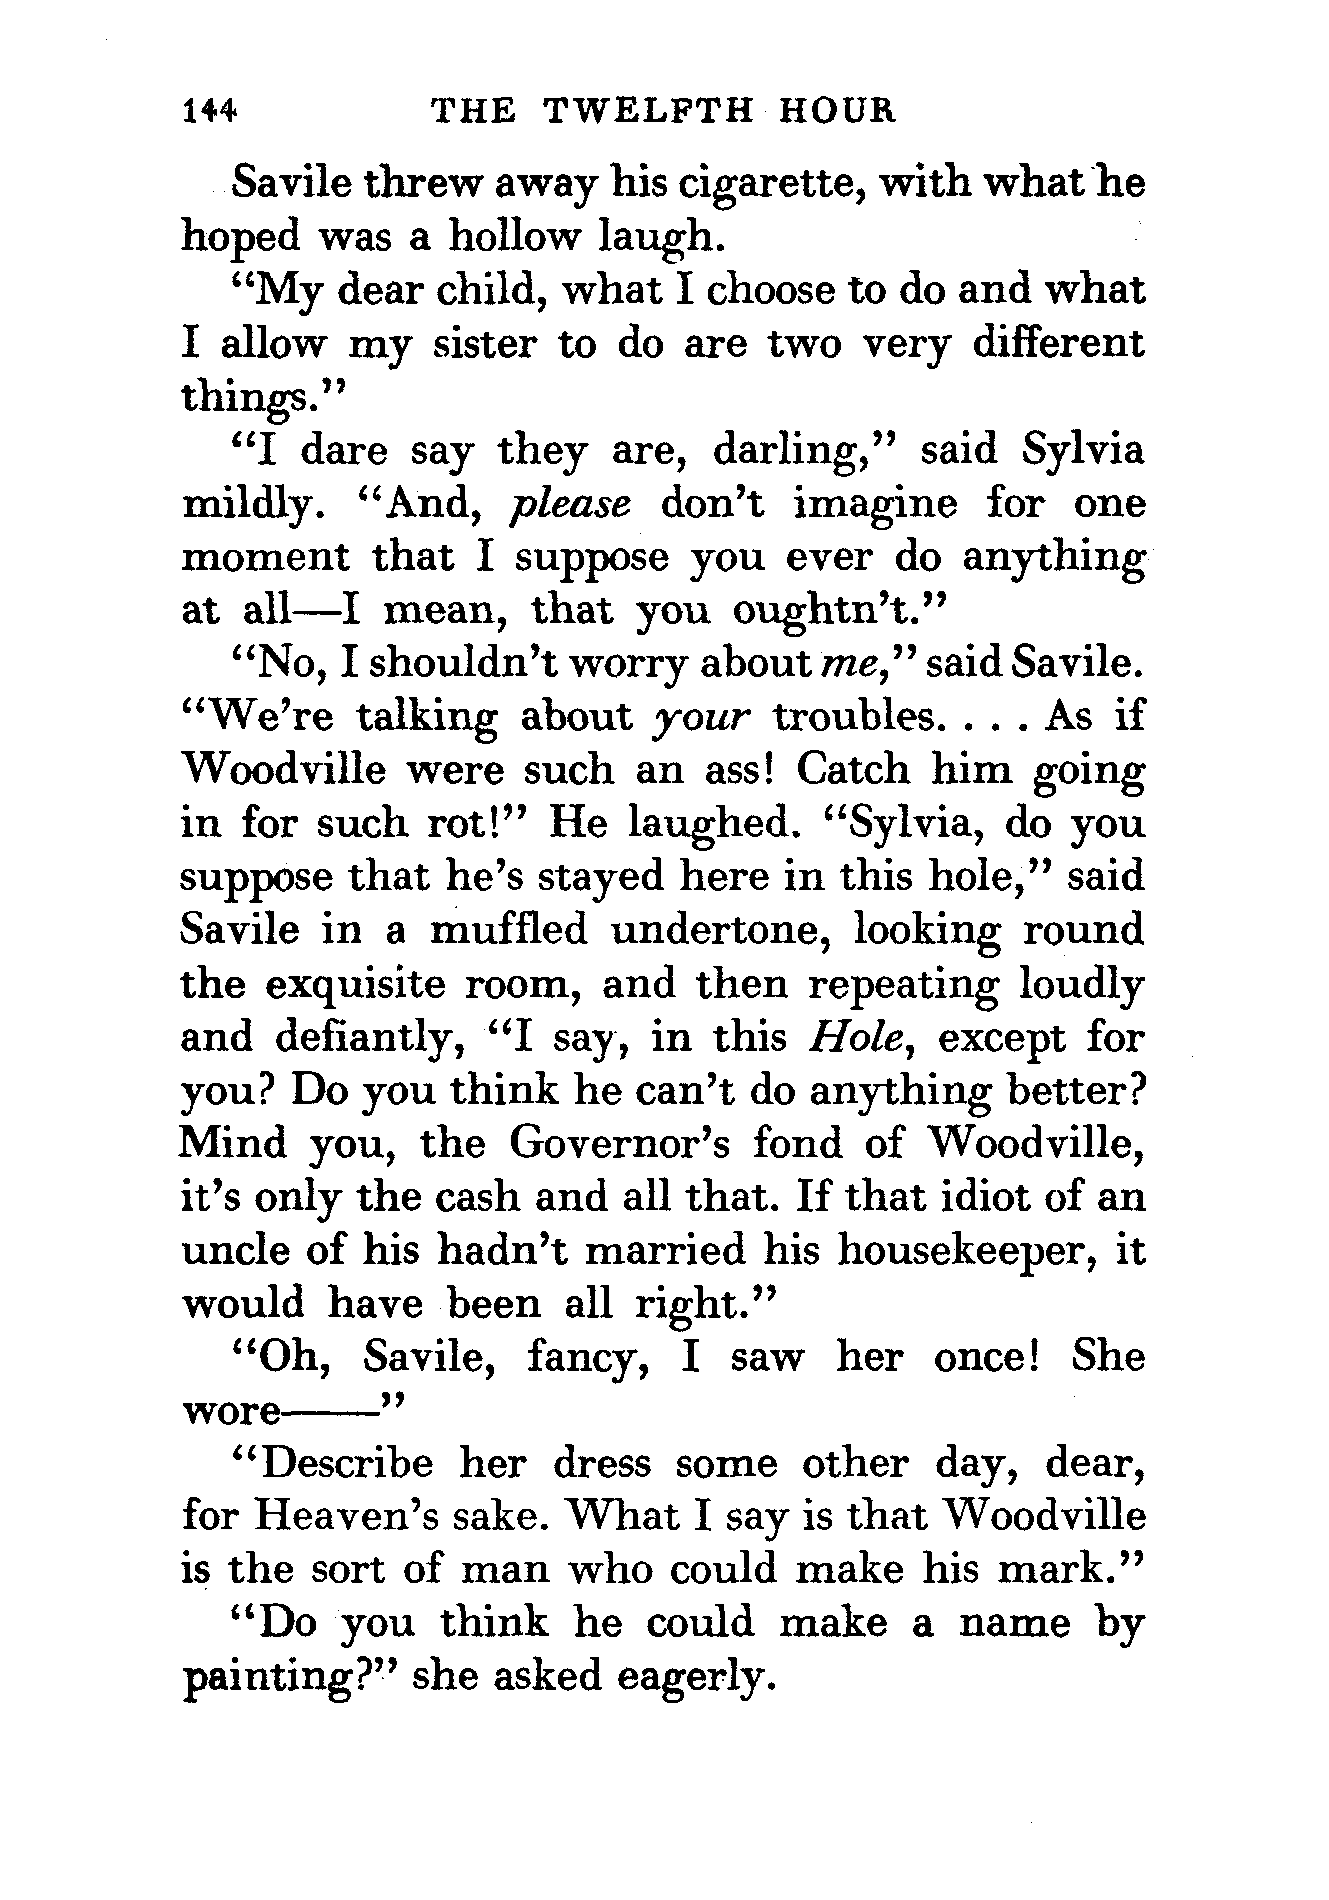 144 THE TWELFTH HOUR
Savile threw away his cigarette, with what he
hoped was a hollow laugh.
“My dear child, what I choose to do and what
I allow my sister to do are two very different
things.”
“I dare say they are, darling,” said Sylvia
mildly. “And, please don’t imagine for one
moment that I suppose you ever do anything
at all—I mean, that you oughtn’t.”
“No, I shouldn’t worry about me,” said Savile.
“We’re talking about your troubles. . . . As if
Woodville were such an ass! Catch him going
in for such rot!” He laughed. “Sylvia, do you
suppose that he’s stayed here in this hole,” said
Savile in a muffled undertone, looking round
the exquisite room, and then repeating loudly
and defiantly, “I say, in this Hole, except for
you? Do you think he can’t do anything better?
Mind you, the Governor’s fond of Woodville,
it’s only the cash and all that. If that idiot of an
uncle of his hadn’t married his housekeeper, it
would have been all right.”
“Oh, Savile, fancy, I saw her once! She
wore——”
“Describe her dress some other day, dear,
for Heaven’s sake. What I say is that Woodville
is the sort of man who could make his mark.”
“Do you think he could make a name by
painting?” she asked eagerly.